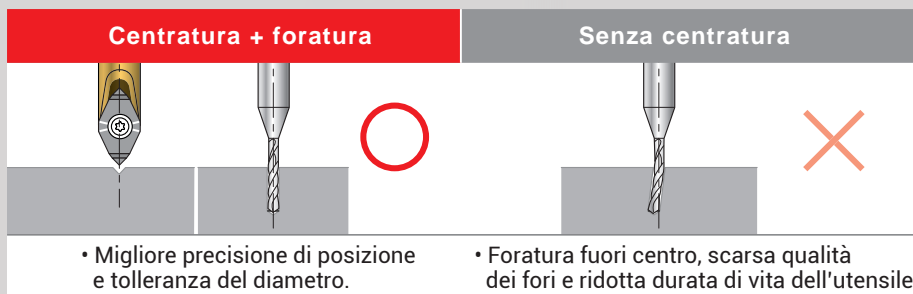 Centratura + foratura
Senza centratura
• Migliore precisione di posizione
e tolleranza del diametro.
• Foratura fuori centro, scarsa qualità
dei fori e ridotta durata di vita dell'utensile